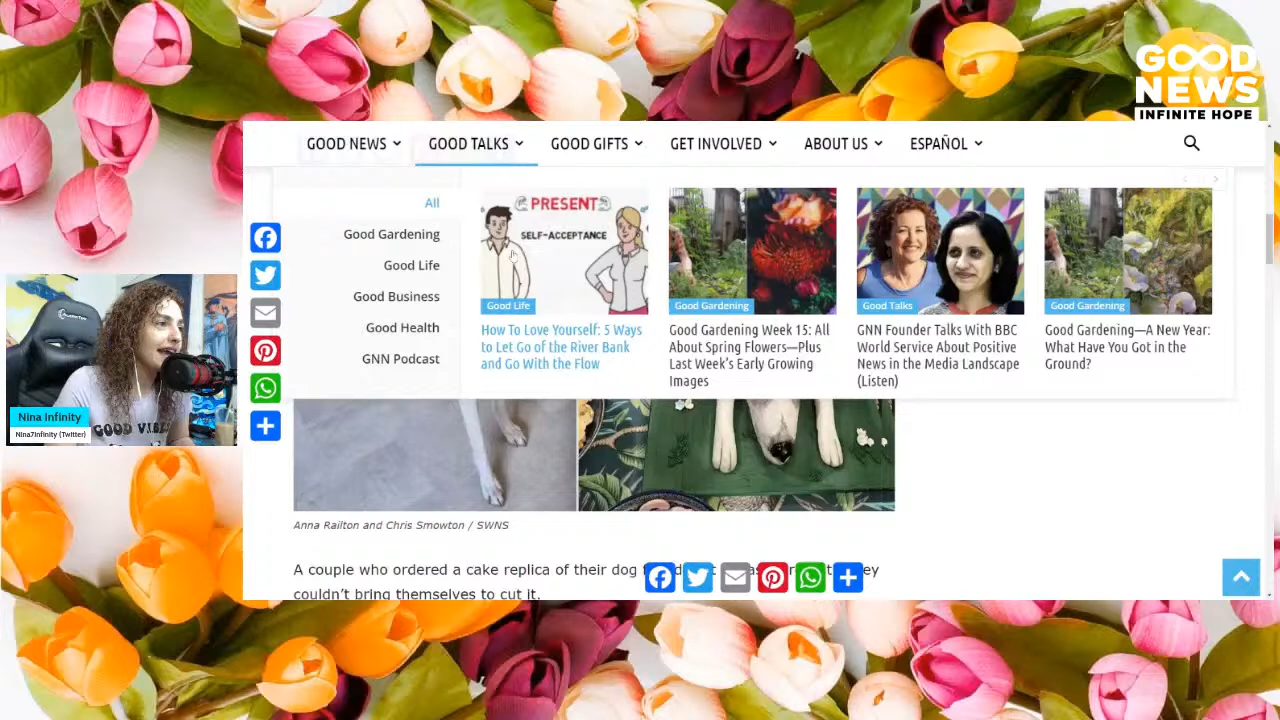 GOOD
NEWS
INFINITE HOPE
GOOD NEWS
GOOD TALKS
GOOD GIFTS
GET INVOLVED
ABOUT US
ESPAÑOL
All
Good Gardening
Good Life
Good Business
Good Health
GNN Podcast
PRESENT
SELF-ACCEPTANCE
Good Life
How To Love Yourself: 5 Ways
to Let Go of the River Bank
and Go With the Flow
Good Gardening
Good Gardening Week 15: All
About Spring Flowers—Plus
Last Week's Early Growing
Images
Good Talks
GNN Founder Talks With BBC
World Service About Positive
News in the Media Landscape
(Listen)
Good Gardening
Good Gardening—A New Year:
What Have You Got in the
Ground?
GOOD VIBES
Nina Infinity
Nina7Infinity (Twitter)
Anna Railton and Chris Smowton / SWNS
A couple who ordered a cake replica of their dog
couldn't bring themselves to cut it.